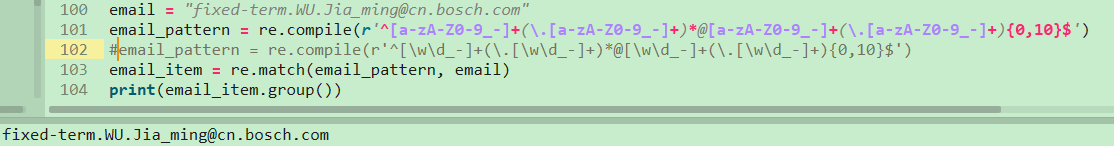 100 email = "fixed-term.WU.Jia_ming@cn.bosch.com"
101 email_pattern = re.compile(r'^[a-zA-Z0-9_-]+(\.[a-zA-Z0-9_-]+)*@[a-zA-Z0-9_-]+(\.[a-zA-Z0-9_-]+){0,10}$')
102 #email_pattern = re.compile(r'^[\w\d_-]+(\.[\w\d_-]+)*@[\w\d_-]+(\.[\w\d_-]+){0,10}$')
103 email_item = re.match(email_pattern, email)
104 print(email_item.group())
fixed-term.WU.Jia_ming@cn.bosch.com